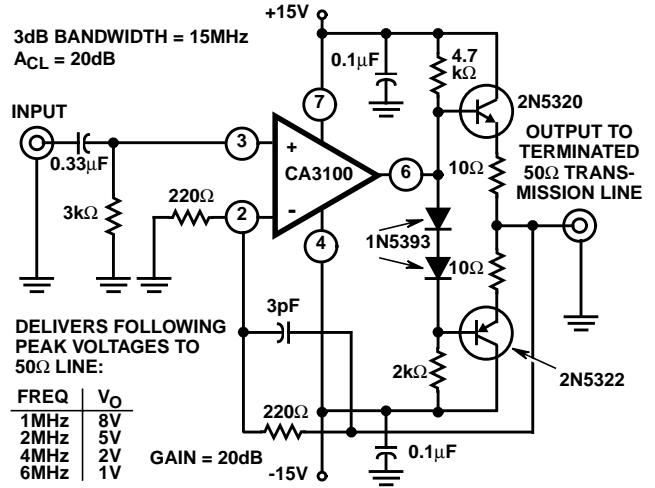 +15V
3dB BANDWIDTH = 15MHz
ACL = 20dB
0.1μF
4.7
kΩ
7
2N5320
INPUT
OUTPUT TO
TERMINATED
50Ω TRANS-
MISSION LINE
3
+
CA3100
6
10Ω
0.33μF
220Ω
2
-
3kΩ
4
1N5393
10Ω
3pF
DELIVERS FOLLOWING
PEAK VOLTAGES TO
50Ω LINE:
2kΩ
2N5322
FREQ VO
1MHz 8V
2MHz 5V
4MHz 2V
6MHz 1V
220Ω
GAIN = 20dB
0.1μF
-15V